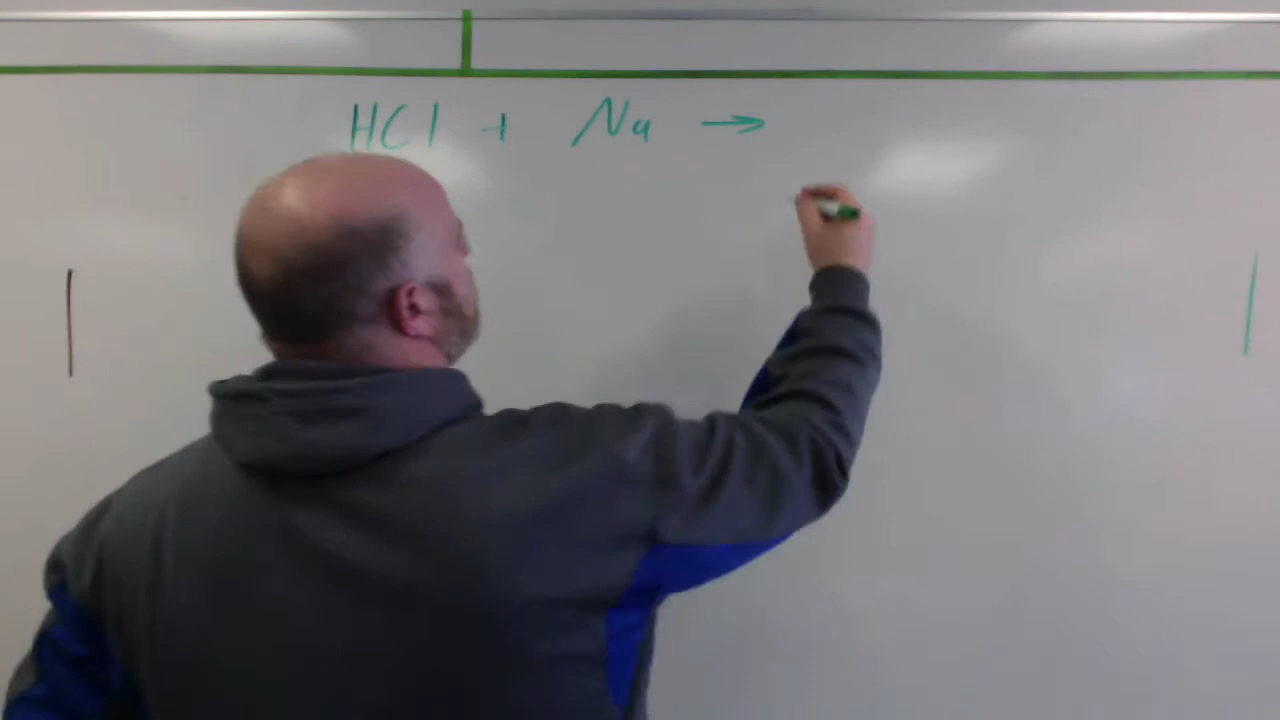 HCl + Na →